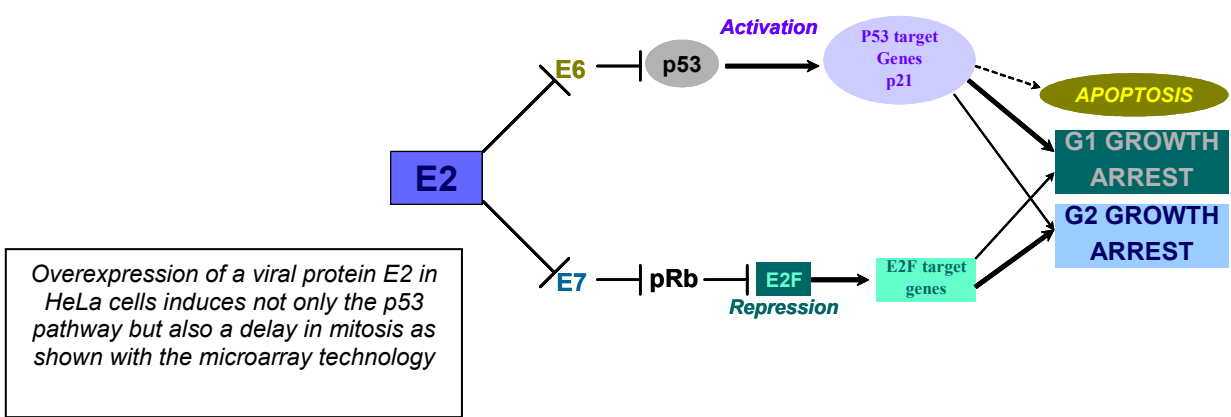 Activation
E6
p53
P53 target
Genes
p21
APOPTOSIS
G1 GROWTH
ARREST
E2
G2 GROWTH
ARREST
E7
pRb
E2F
Repression
E2F target
genes
Overexpression of a viral protein E2 in
HeLa cells induces not only the p53
pathway but also a delay in mitosis as
shown with the microarray technology